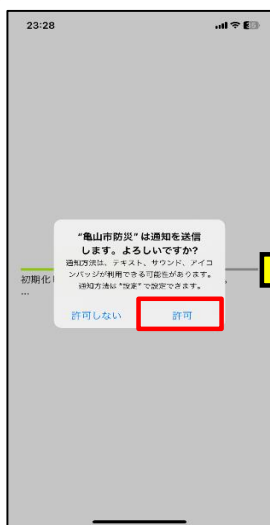 23:28
"亀山市防災"は通知を送信
します。よろしいですか?
通知方法は、テキスト、サウンド、アイコ
ンバッジが利用できる可能性があります。
通知方法は"設定"で設定できます。
初期化
...
許可しない
許可